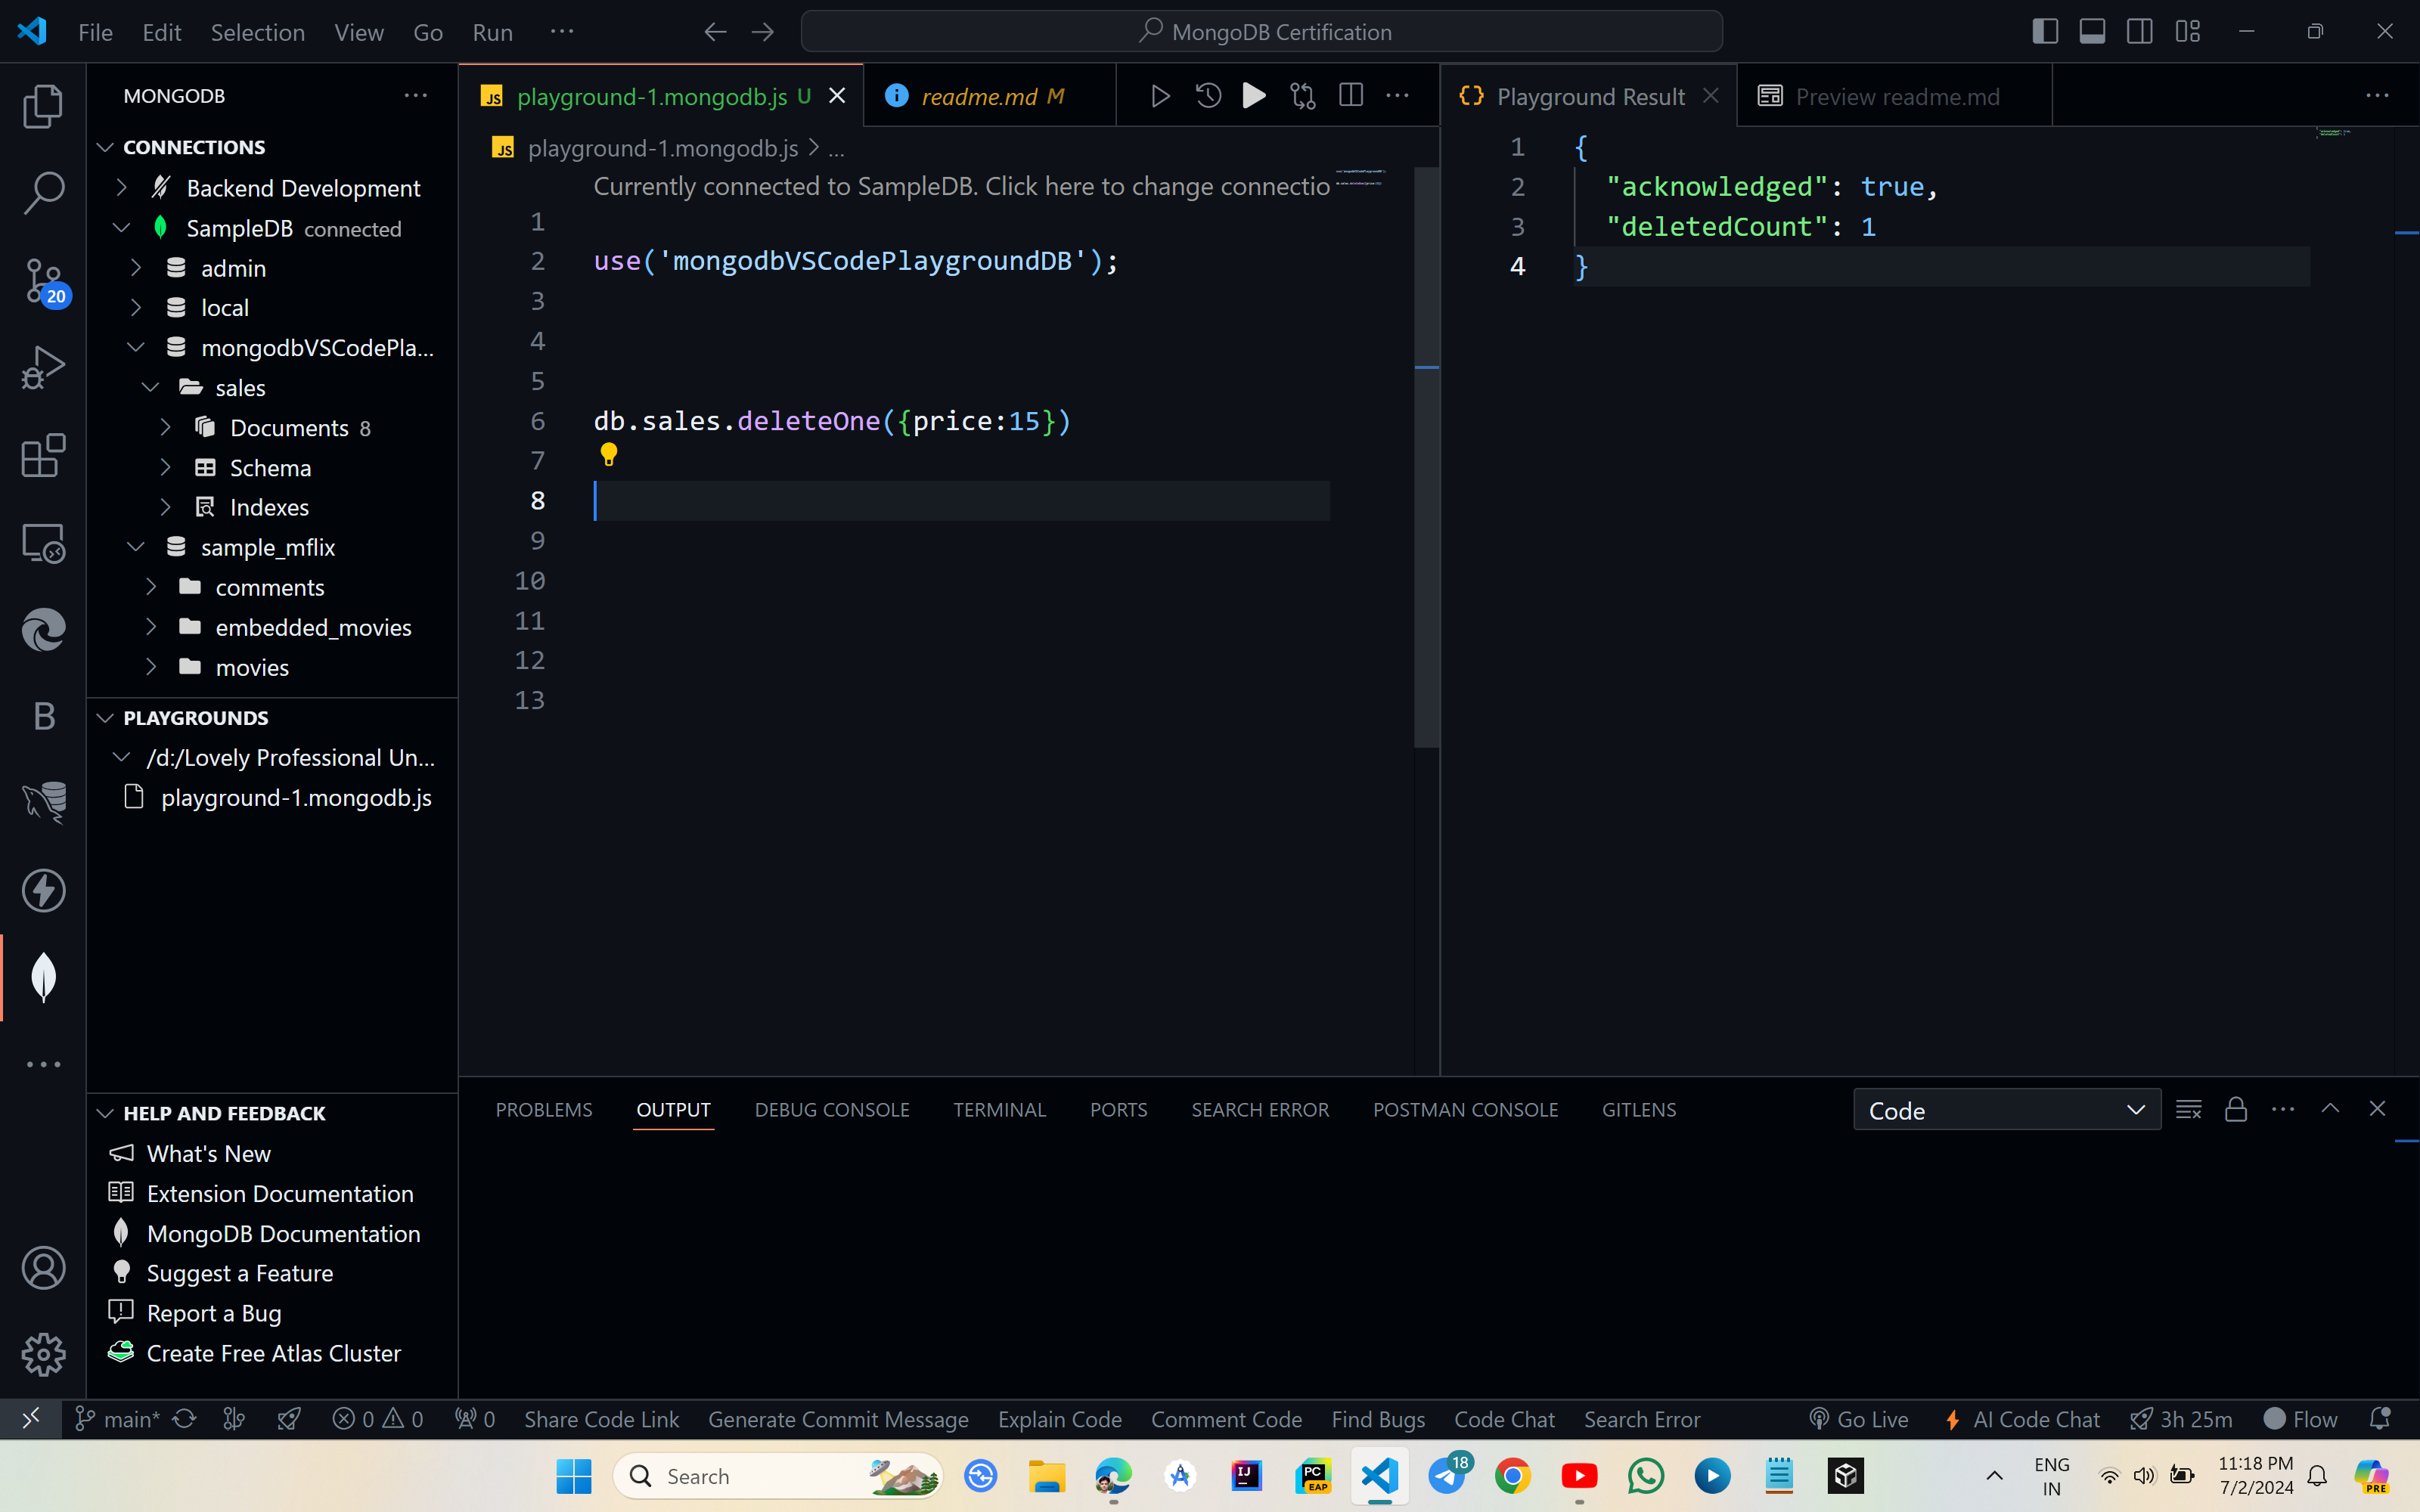 File Edit Selection View Go Run ···
MongoDB Certification
MONGODB
CONNECTIONS
Backend Development
SampleDB connected
admin
local
mongodbVSCodePla...
sales
Documents 8
Schema
Indexes
sample_mflix
comments
embedded_movies
movies
PLAYGROUNDS
/d:/Lovely Professional Un...
playground-1.mongodb.js
HELP AND FEEDBACK
What's New
Extension Documentation
MongoDB Documentation
Suggest a Feature
Report a Bug
Create Free Atlas Cluster
20
B
JS playground-1.mongodb.js U
readme.md M
JS playground-1.mongodb.js > ...
Currently connected to SampleDB. Click here to change connectio
1
2 use('mongodbVSCodePlaygroundDB');
3
4
5
6 db.sales.deleteOne({price:15})
7
8
9
10
11
12
13
{} Playground Result
Preview readme.md
1 {
2 "acknowledged": true,
3 "deletedCount": 1
4 }
PROBLEMS OUTPUT DEBUG CONSOLE TERMINAL PORTS SEARCH ERROR POSTMAN CONSOLE GITLENS
Code
main* 0 0 0 Share Code Link Generate Commit Message Explain Code Comment Code Find Bugs Code Chat Search Error Go Live AI Code Chat 3h 25m Flow
Search
IJ
PC
EAP
18
ENG
IN
11:18 PM
7/2/2024
PRE